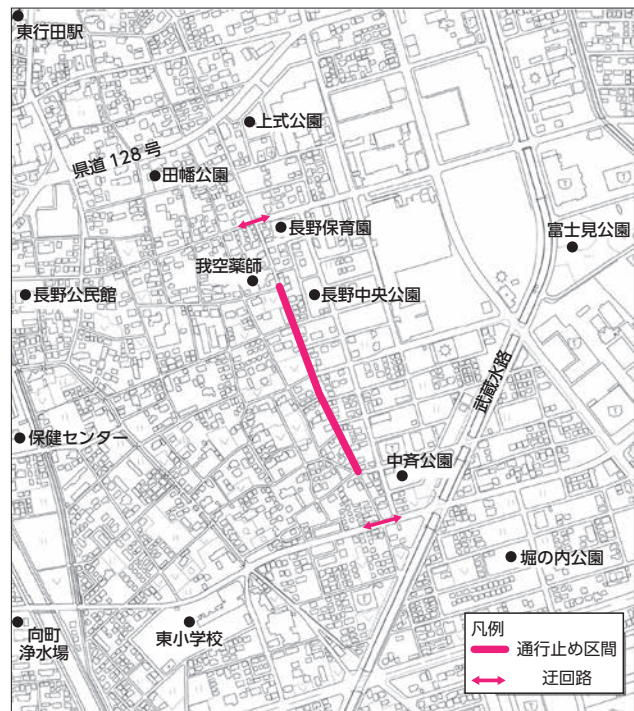 東行田駅
上式公園
県道128号
田幡公園
長野保育園
富士見公園
我空薬師
長野公民館
長野中央公園
武蔵水路
保健センター
中斉公園
堀の内公園
向町
浄水場
東小学校
凡例
通行止め区間
迂回路